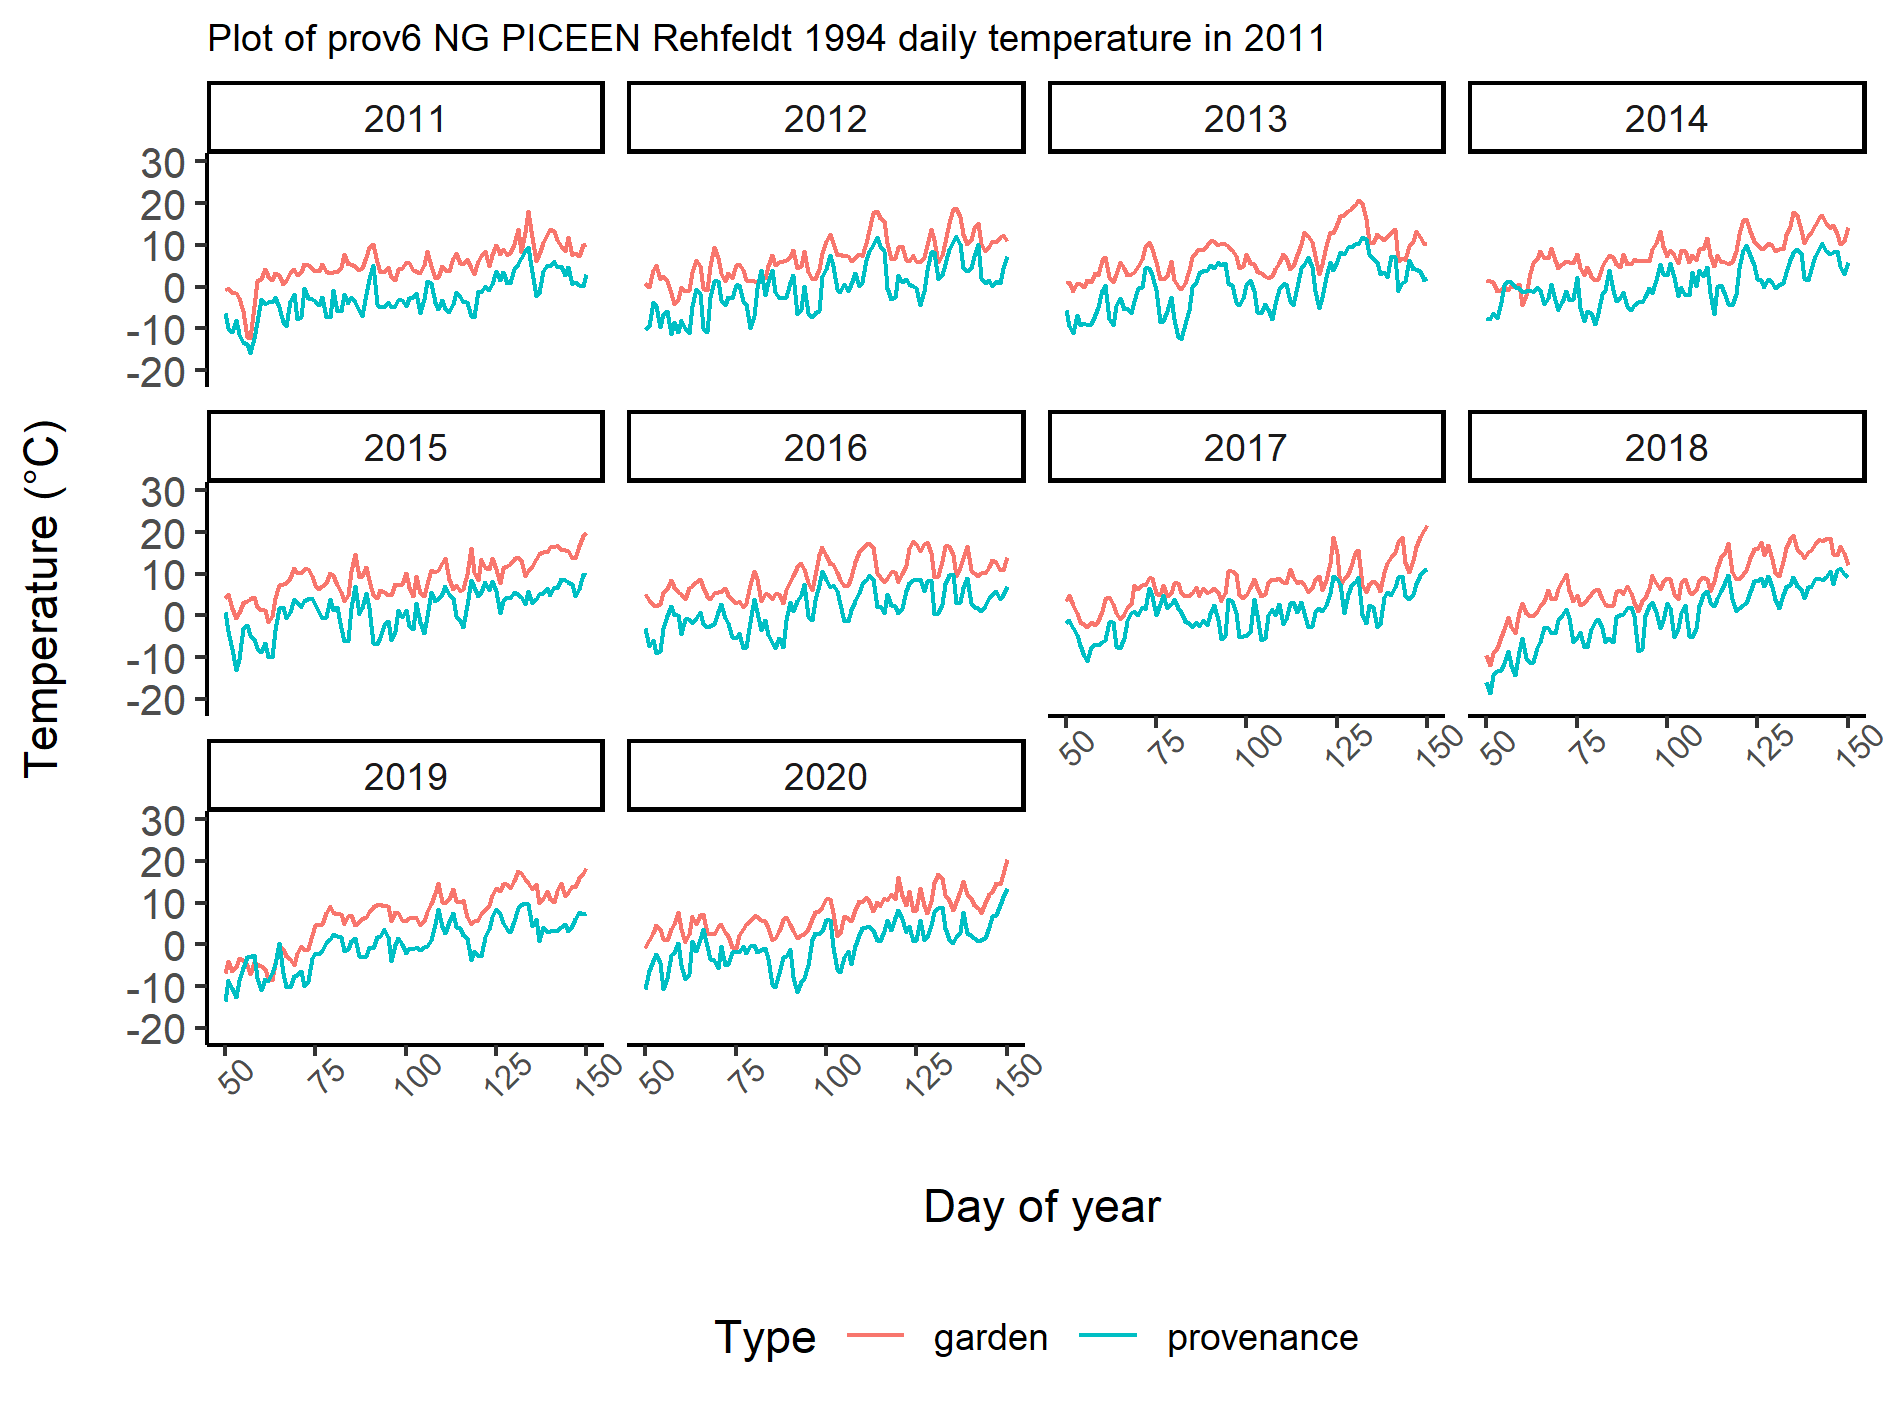 Plot of prov6 NG PICEEN Rehfeldt 1994 daily temperature in 2011
2011 2012 2013 2014
30
20
10
0
-10
-20
2015 2016 2017 2018
30
20
10
0
-10
-20
50 75 100 125 150 50 75 100 125 150
2019 2020
30
20
10
0
-10
-20
50 75 100 125 150 50 75 100 125 150
Temperature (°C)
Day of year
Type garden provenance